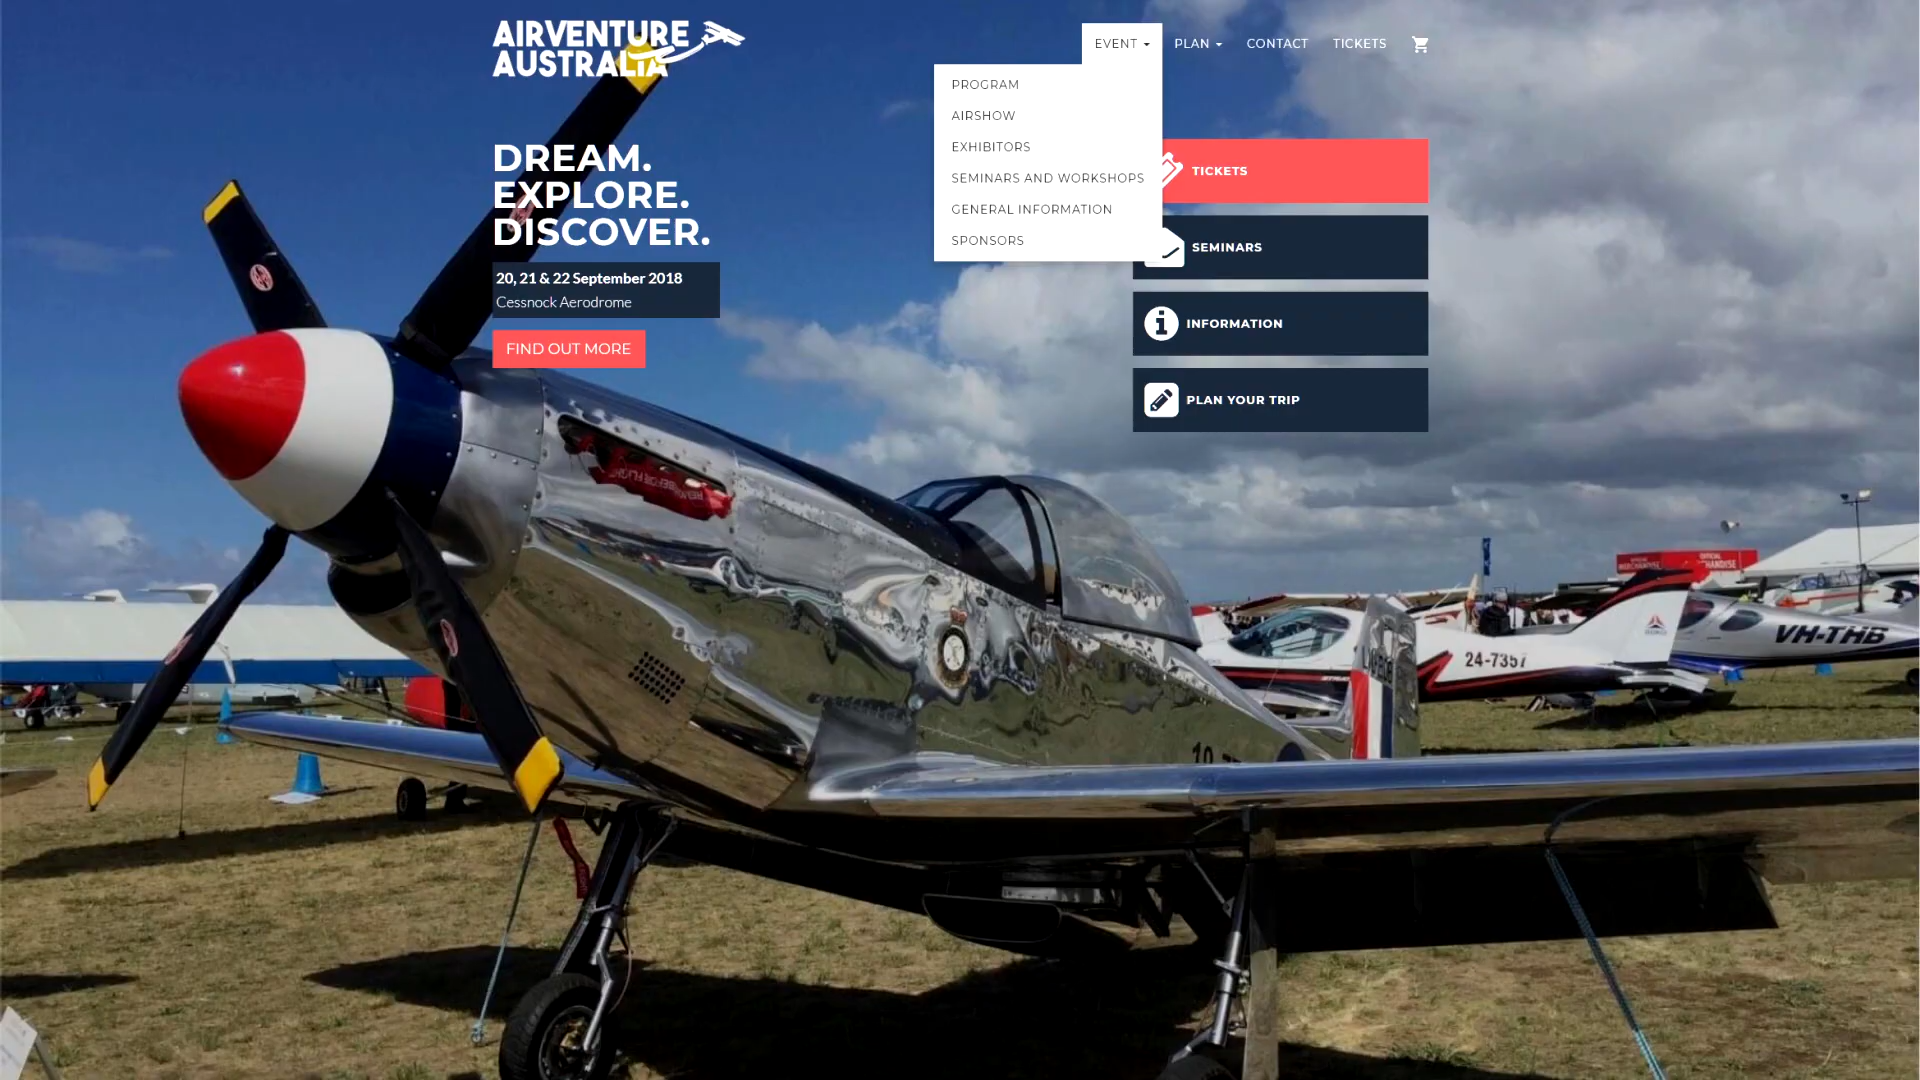 AIRVENTURE
AUSTRALIA
EVENT
PLAN
CONTACT
TICKETS
PROGRAM
AIRSHOW
EXHIBITORS
SEMINARS AND WORKSHOPS
GENERAL INFORMATION
SPONSORS
DREAM.
EXPLORE.
DISCOVER.
20, 21 & 22 September 2018
Cessnock Aerodrome
FIND OUT MORE
TICKETS
SEMINARS
INFORMATION
PLAN YOUR TRIP
OFFICIAL
MERCHANDISE
VH-THB
24-7357